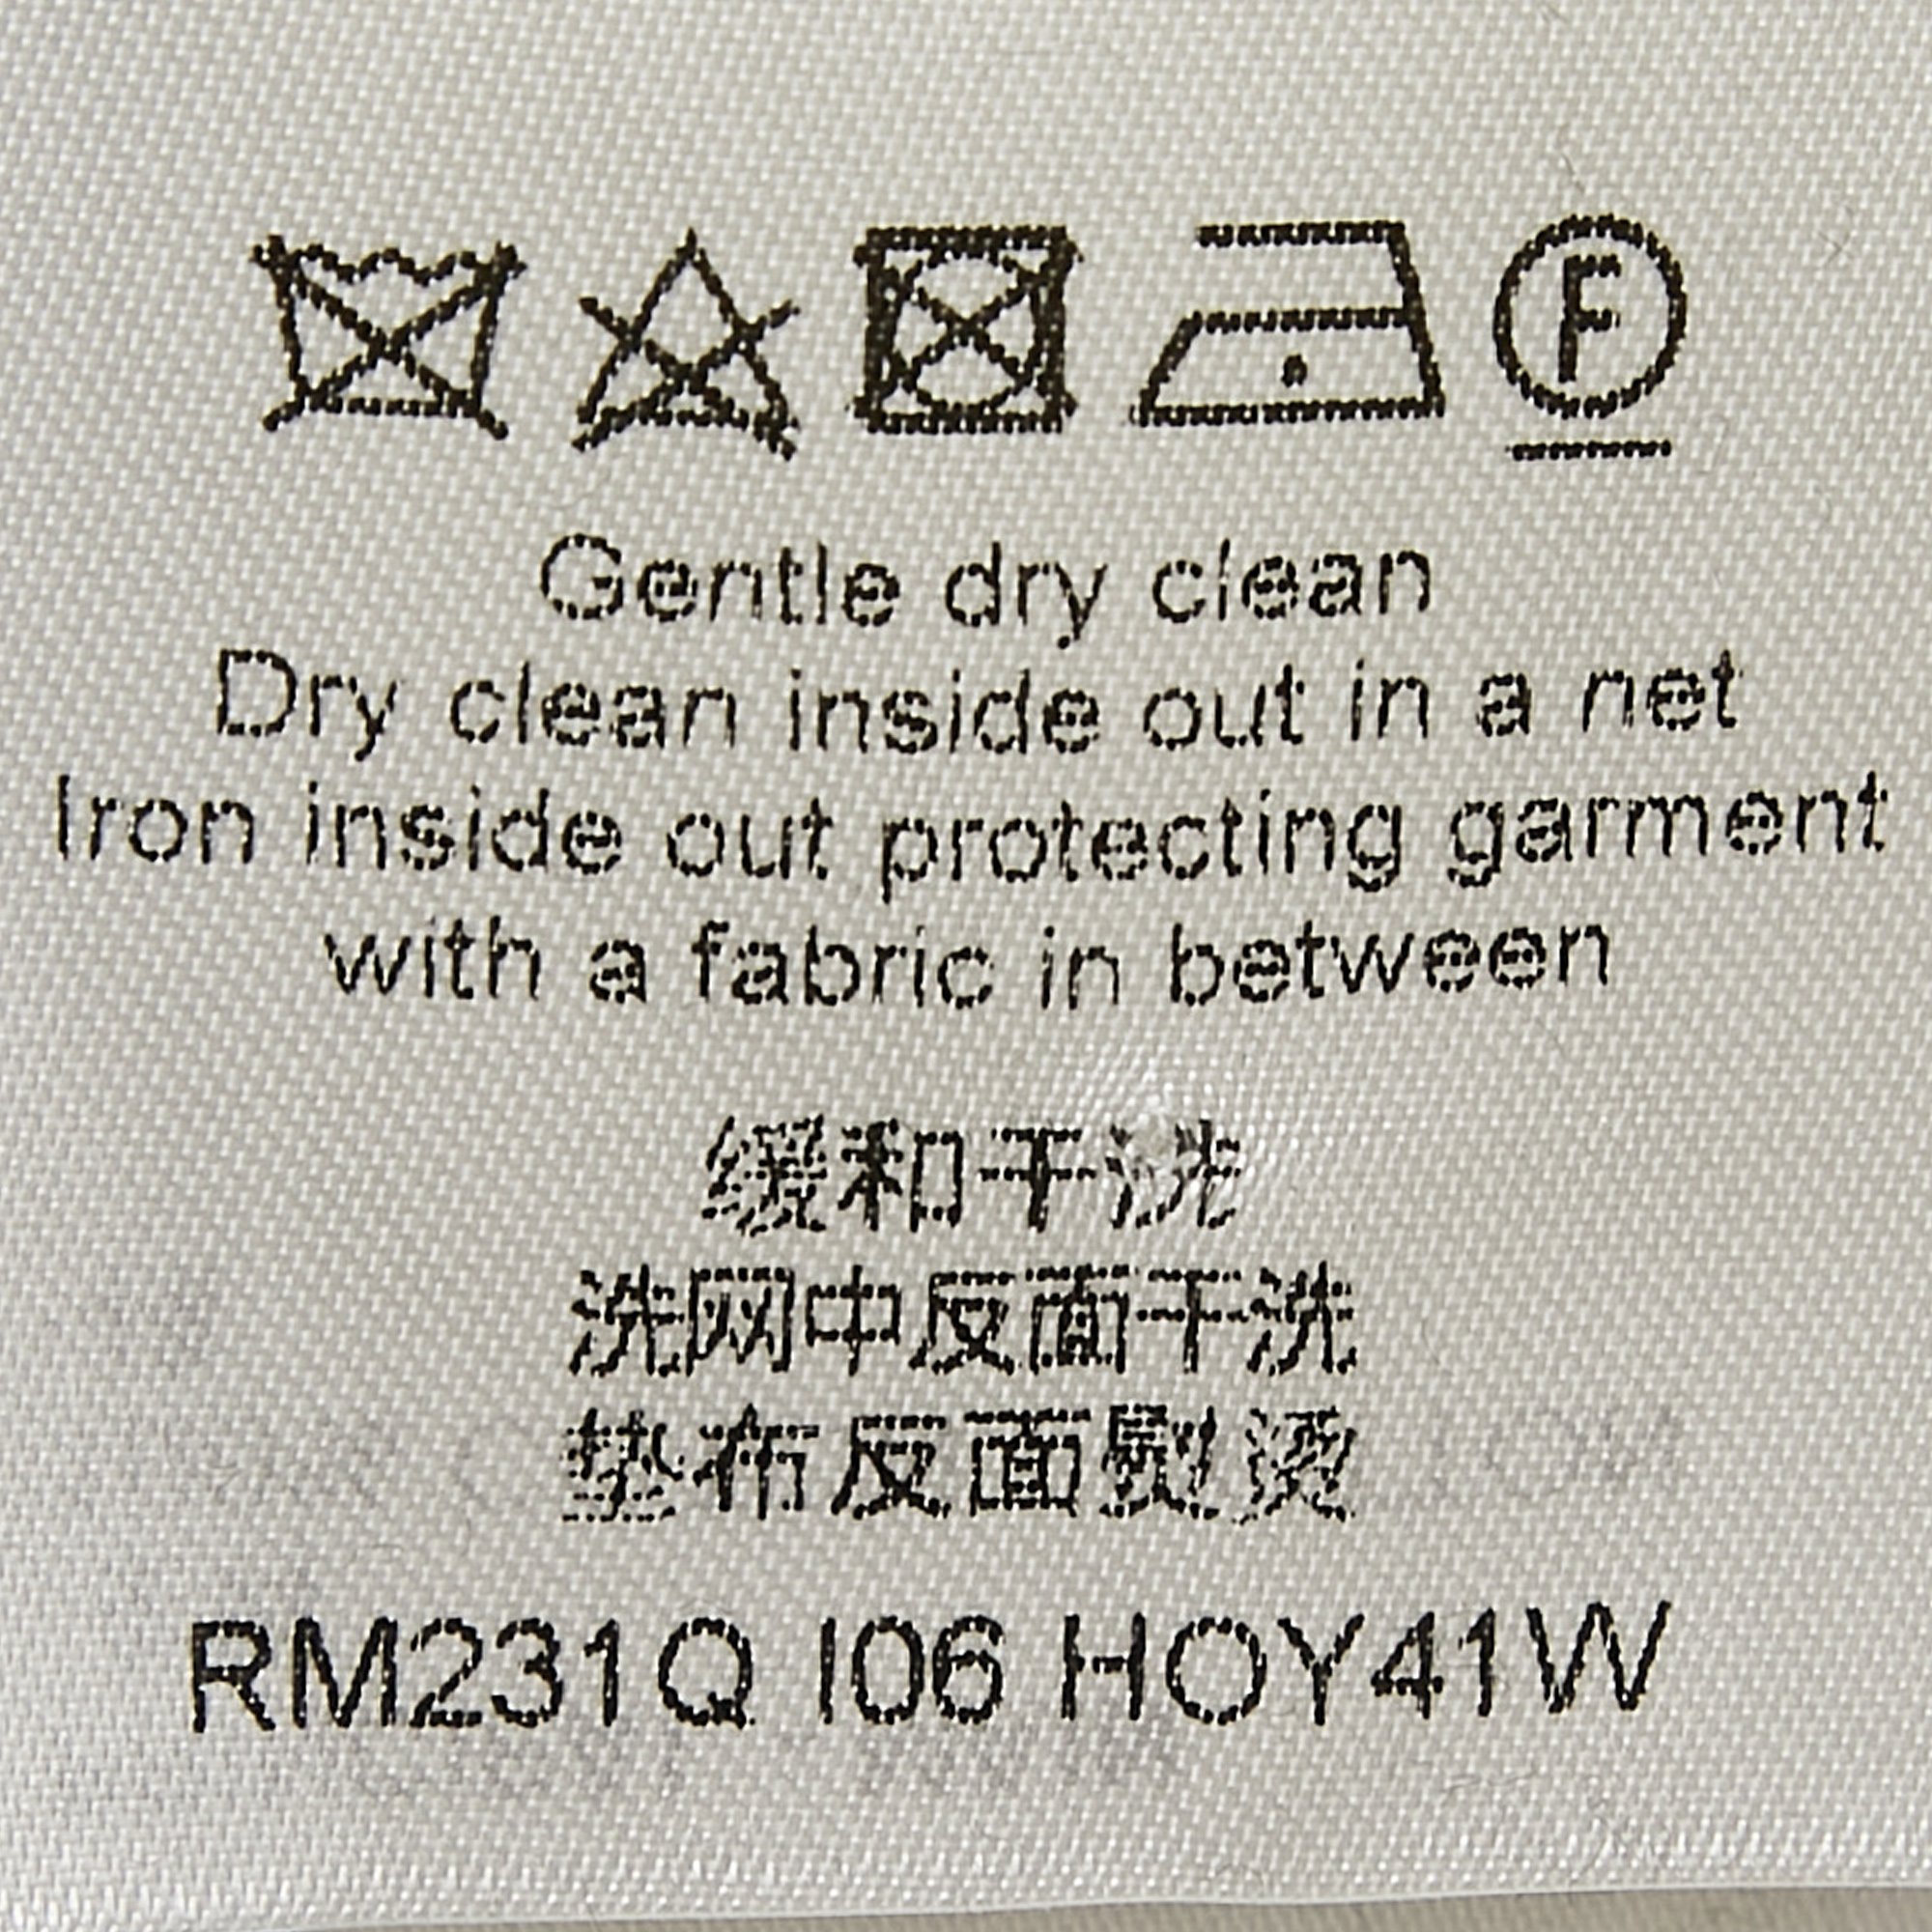 F
Gentle dry clean
Dry clean inside out in a net
Iron inside out protecting garment
with a fabric in between
缓和干洗
洗网中反面干洗
垫布反面熨烫
RM231Q I06 HOY41W